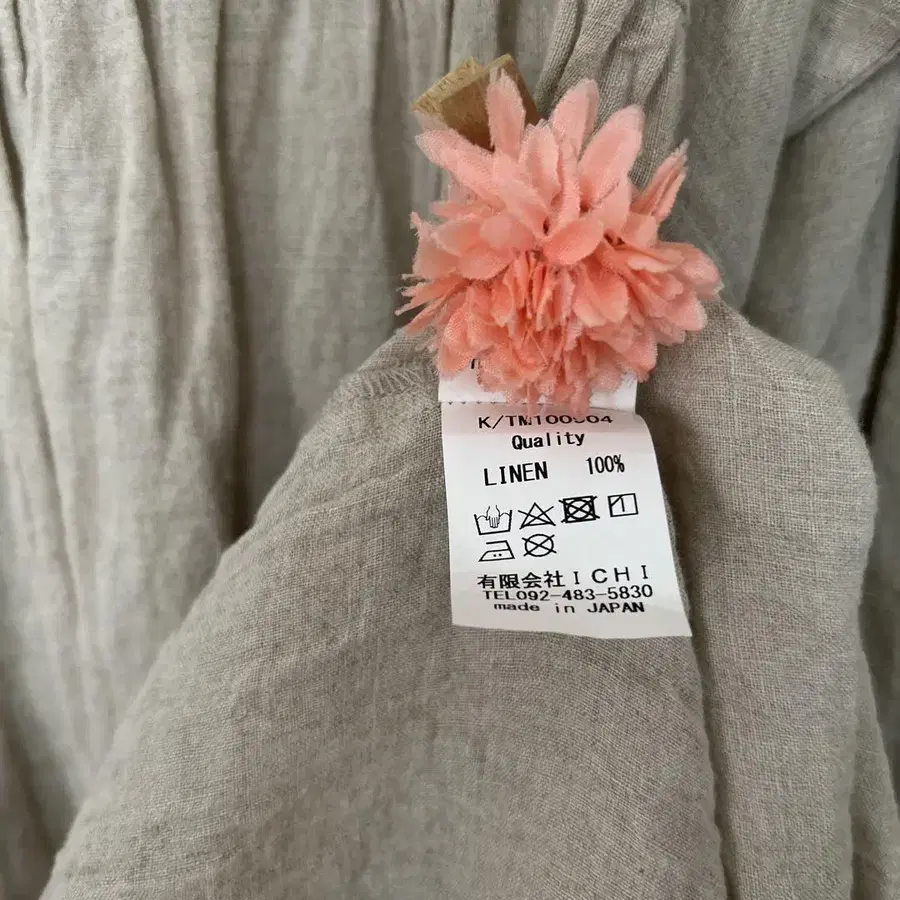 Quality
LINEN 100%
有限会社ICHI
TEL092-483-5830
made in JAPAN